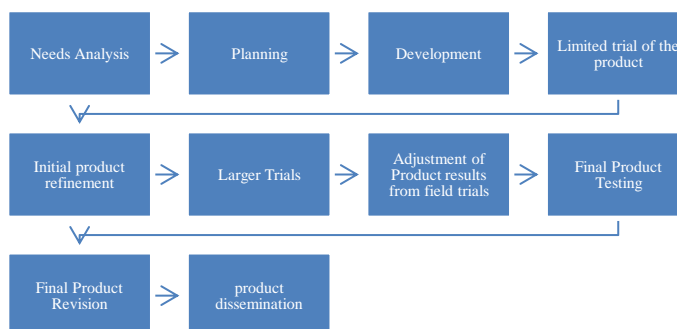 Needs Analysis
Planning
Development
Limited trial of the
product
Initial product
refinement
Larger Trials
Adjustment of
Product results
from field trials
Final Product
Testing
Final Product
Revision
product
dissemination